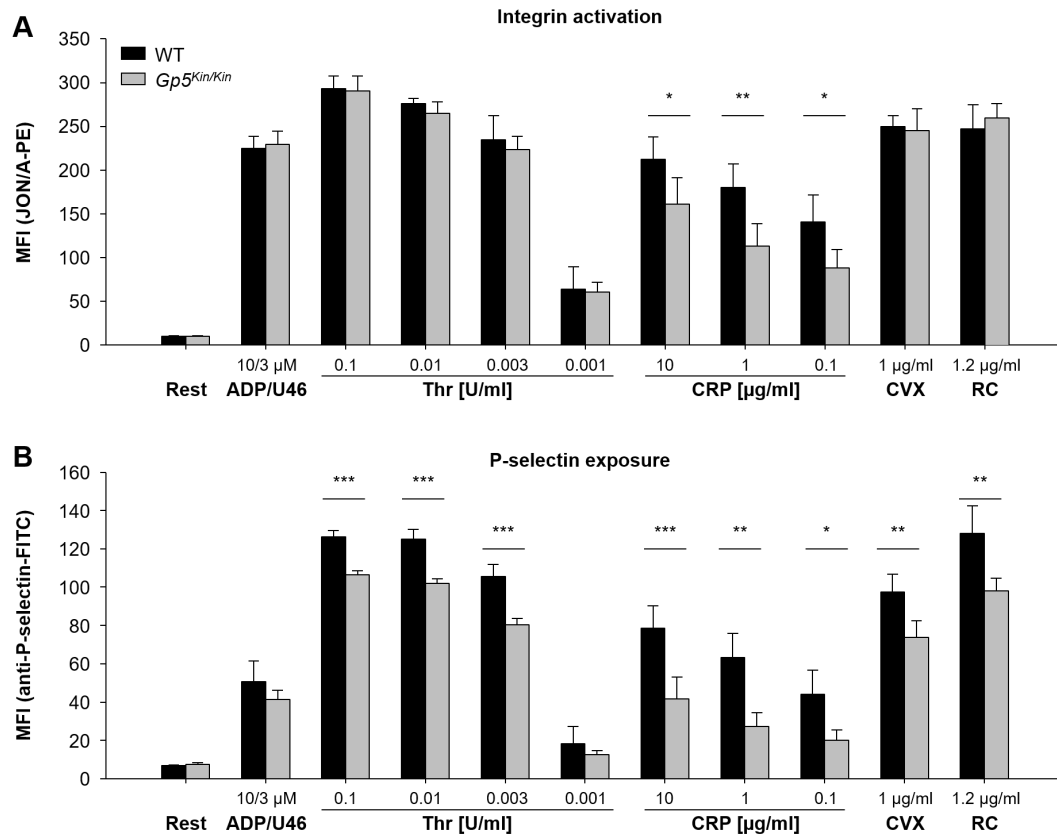 A
Integrin activation
WT
Gp5Kin/Kin
MFI (JON/A-PE)
350
300
250
200
150
100
50
0
* ** *
10/3 µM 0.1 0.01 0.003 0.001 10 1 0.1 1 µg/ml 1.2 µg/ml
Rest ADP/U46 Thr [U/ml] CRP [µg/ml] CVX RC
B
P-selectin exposure
MFI (anti-P-selectin-FITC)
160
140
120
100
80
60
40
20
0
*** *** *** *** ** * ** **
10/3 µM 0.1 0.01 0.003 0.001 10 1 0.1 1 µg/ml 1.2 µg/ml
Rest ADP/U46 Thr [U/ml] CRP [µg/ml] CVX RC